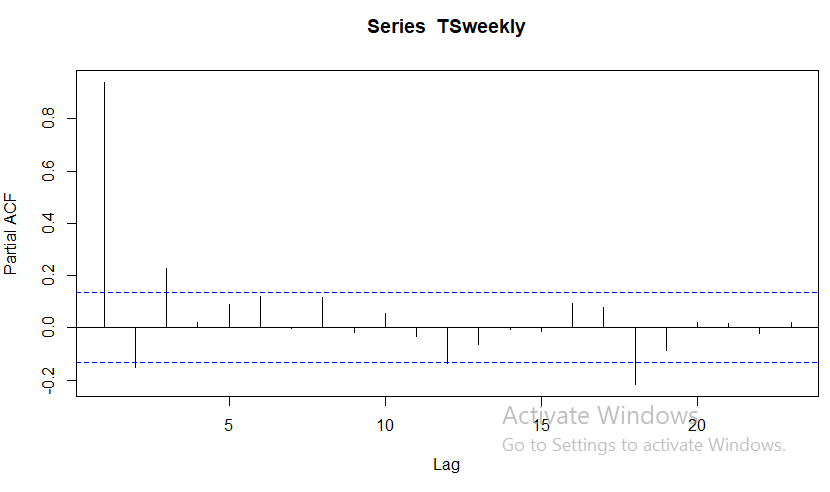 Series  TSweekly
Partial ACF
0.8
0.6
0.4
0.2
0.0
-0.2
5
10
15
20
Lag
Activate Windows
Go to Settings to activate Windows.